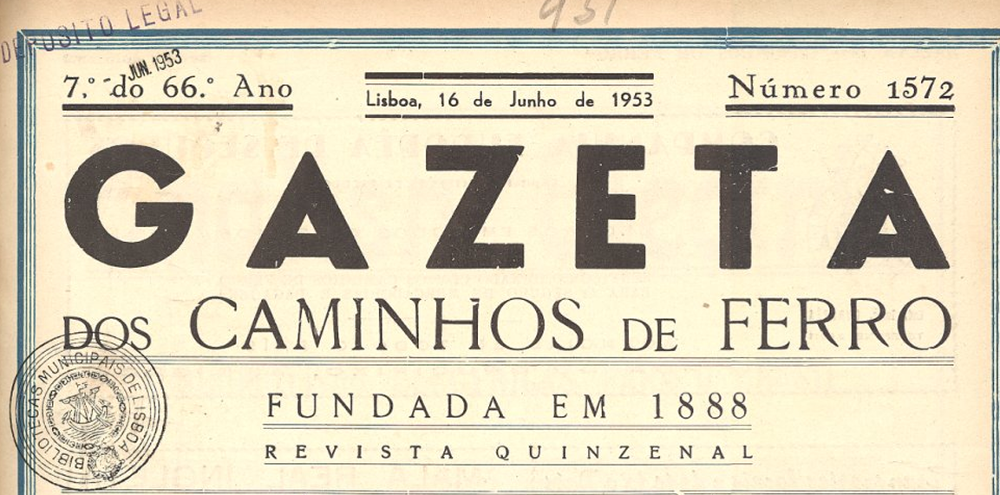 951
DEPOSITO LEGAL
JUN. 1953
7.º do 66.º Ano
Lisboa, 16 de Junho de 1953
Número 1572
GAZETA
DOS CAMINHOS DE FERRO
FUNDADA EM 1888
REVISTA QUINZENAL
BIBLIOTECAS MUNICIPAIS DE LISBOA